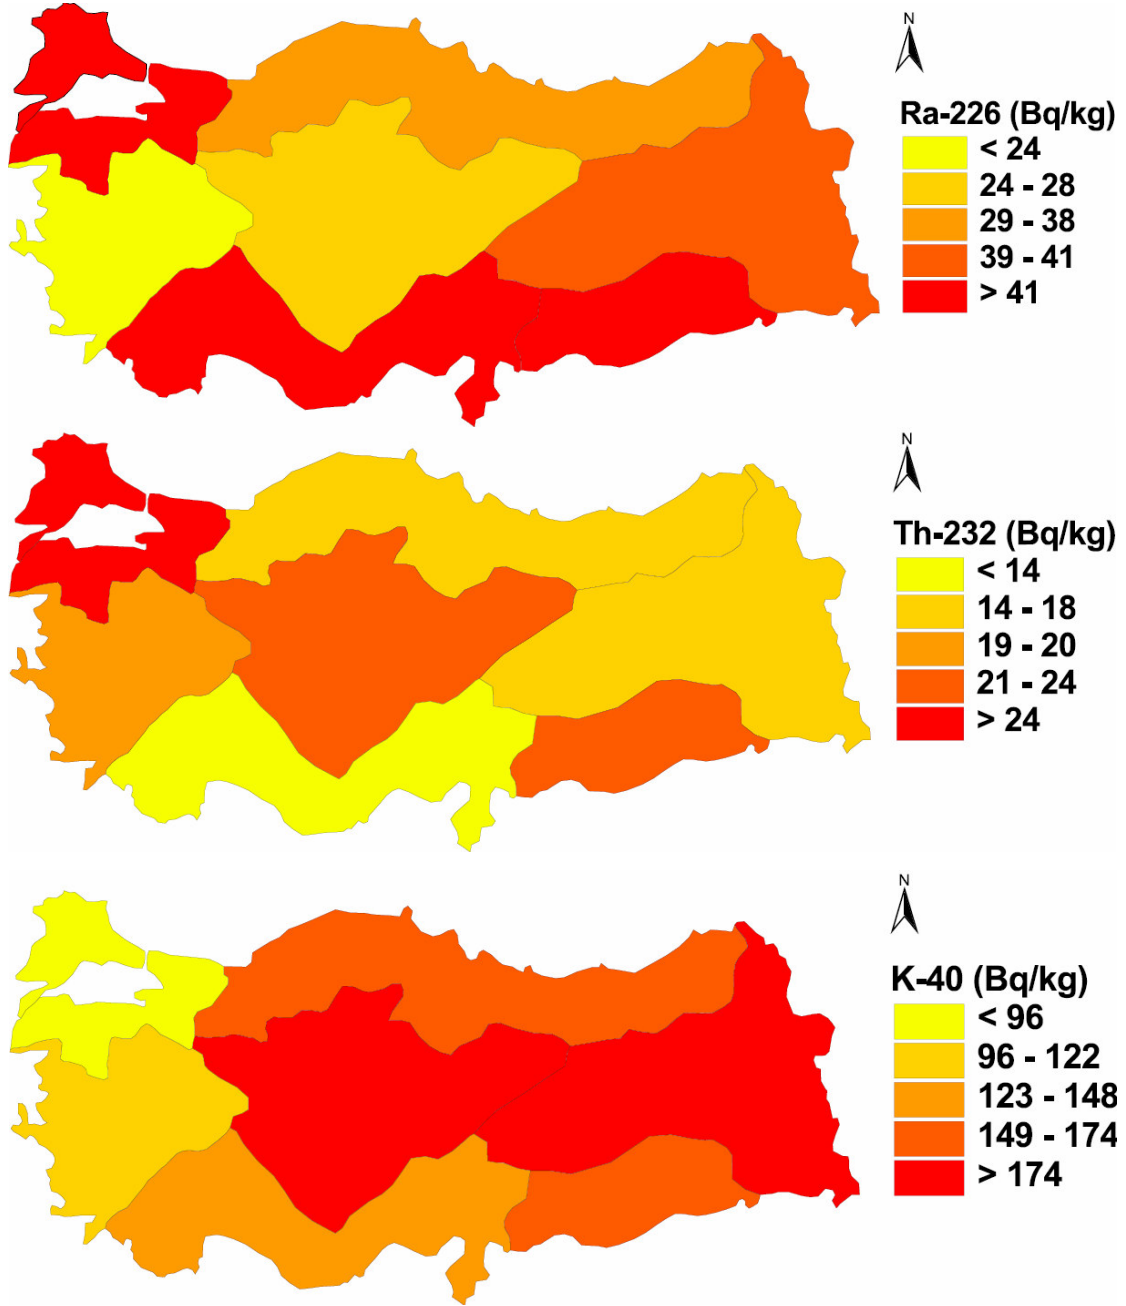 N
Ra-226 (Bq/kg)
< 24
24 - 28
29 - 38
39 - 41
> 41
N
Th-232 (Bq/kg)
< 14
14 - 18
19 - 20
21 - 24
> 24
N
K-40 (Bq/kg)
< 96
96 - 122
123 - 148
149 - 174
> 174